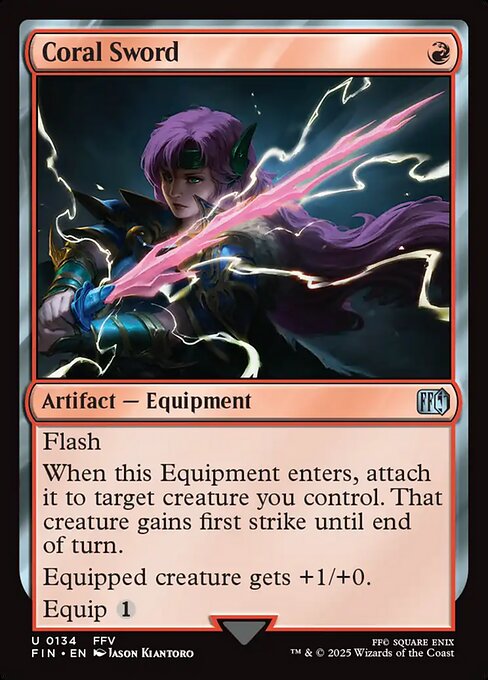 Coral Sword
Artifact — Equipment
FF
Flash
When this Equipment enters, attach
it to target creature you control. That
creature gains first strike until end
of turn.
Equipped creature gets +1/+0.
Equip 1
U 0134 FFV
FIN • EN Jason Kiantoro
FF© SQUARE ENIX
™ & © 2025 Wizards of the Coast